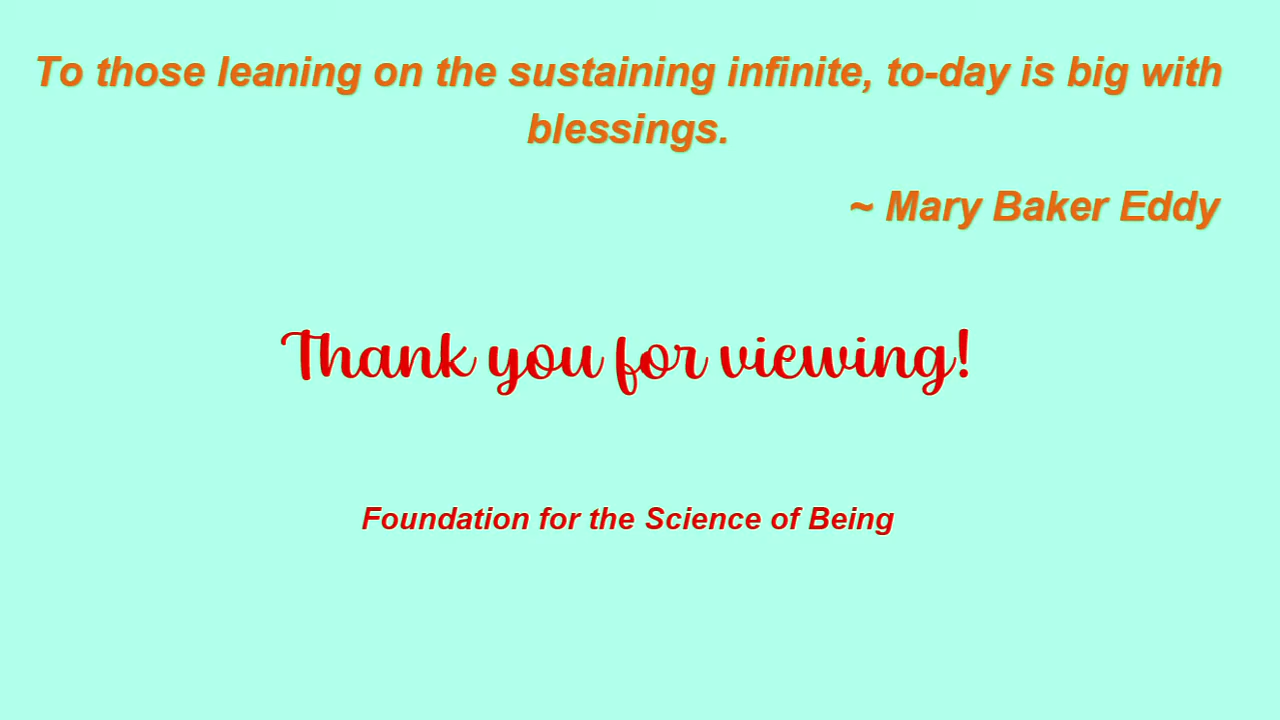 To those leaning on the sustaining infinite, to-day is big with
blessings.
~ Mary Baker Eddy
Thank you for viewing!
Foundation for the Science of Being